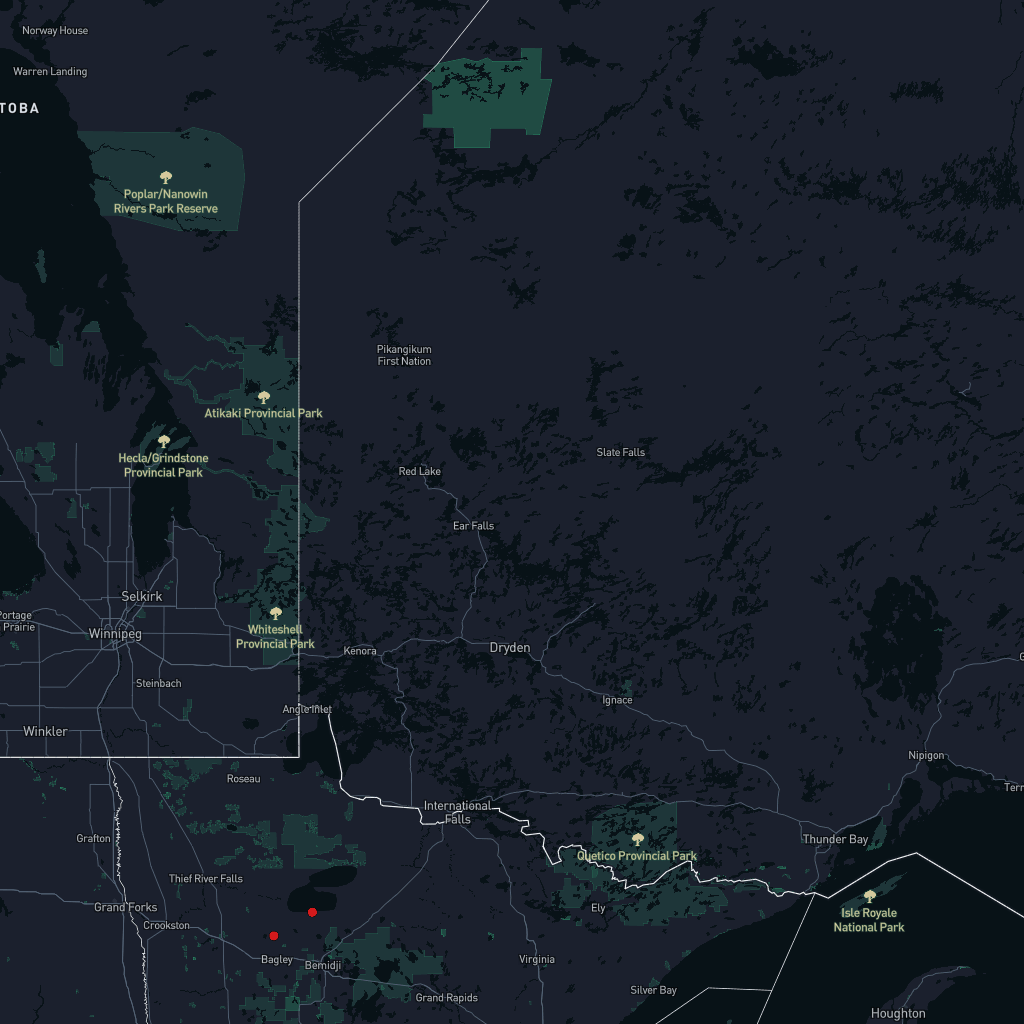 Norway House
Warren Landing
TOBA
Poplar/Nanowin
Rivers Park Reserve
Pikangikum
First Nation
Atikaki Provincial Park
Hecla/Grindstone
Provincial Park
Red Lake
Slate Falls
Ear Falls
Selkirk
Portage
Prairie
Winnipeg
Whiteshell
Provincial Park
Kenora
Dryden
G
Steinbach
Ignace
Angle Inlet
Winkler
Nipigon
Roseau
Terr
International
Falls
Grafton
Thunder Bay
Quetico Provincial Park
Thief River Falls
Grand Forks
Ely
Isle Royale
National Park
Crookston
Bagley
Bemidji
Virginia
Silver Bay
Grand Rapids
Houghton